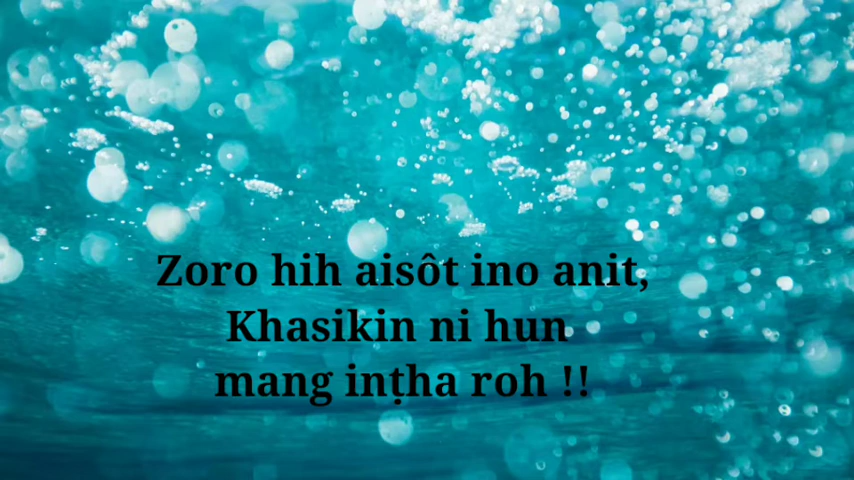 Zoro hih aisôt ino anit,
Khasikin ni hun
mang inṭha roh !!